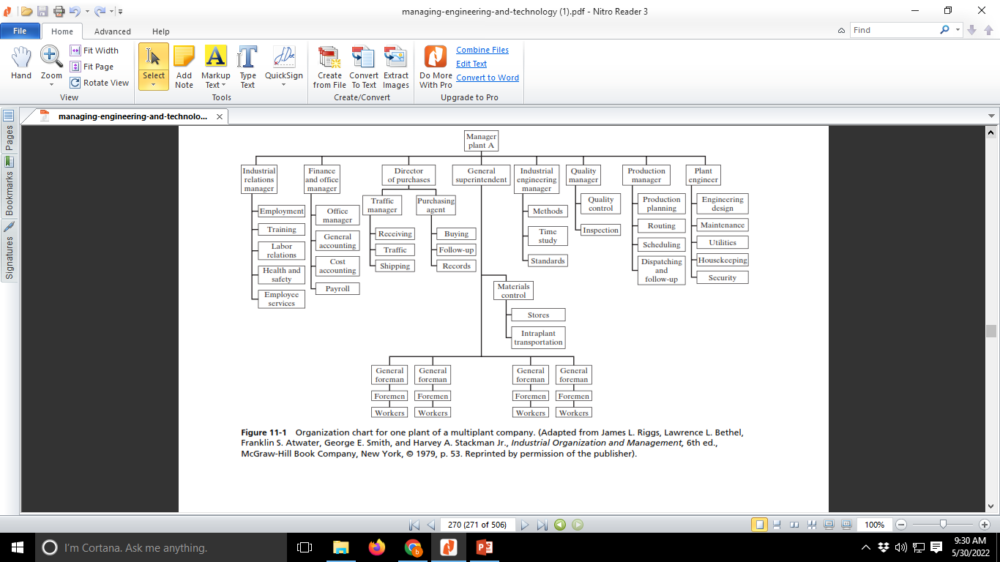 managing-engineering-and-technology (1).pdf - Nitro Reader 3
File
Home
Advanced
Help
Find
Hand
Zoom
Fit Width
Fit Page
Rotate View
View
Select
Add
Note
Markup
Text
Type
Text
QuickSign
Tools
Create
from File
Convert
To Text
Extract
Images
Create/Convert
Do More
With Pro
Combine Files
Edit Text
Convert to Word
Upgrade to Pro
managing-engineering-and-technolo...
Pages
Bookmarks
Signatures
Manager
plant A
Industrial
relations
manager
Finance
and office
manager
Director
of purchases
General
superintendent
Industrial
engineering
manager
Quality
manager
Production
manager
Plant
engineer
Employment
Training
Labor
relations
Health and
safety
Employee
services
Office
manager
General
accounting
Cost
accounting
Payroll
Traffic
manager
Receiving
Traffic
Shipping
Purchasing
agent
Buying
Follow-up
Records
Methods
Time
study
Standards
Quality
control
Inspection
Production
planning
Routing
Scheduling
Dispatching
and
follow-up
Engineering
design
Maintenance
Utilities
Housekeeping
Security
Materials
control
Stores
Intraplant
transportation
General
foreman
General
foreman
General
foreman
General
foreman
Foremen
Foremen
Foremen
Foremen
Workers
Workers
Workers
Workers
Figure 11-1 Organization chart for one plant of a multiplant company. (Adapted from James L. Riggs, Lawrence L. Bethel,
Franklin S. Atwater, George E. Smith, and Harvey A. Stackman Jr., Industrial Organization and Management, 6th ed.,
McGraw-Hill Book Company, New York, © 1979, p. 53. Reprinted by permission of the publisher).
270 (271 of 506)
100%
I'm Cortana. Ask me anything.
9:30 AM
5/30/2022